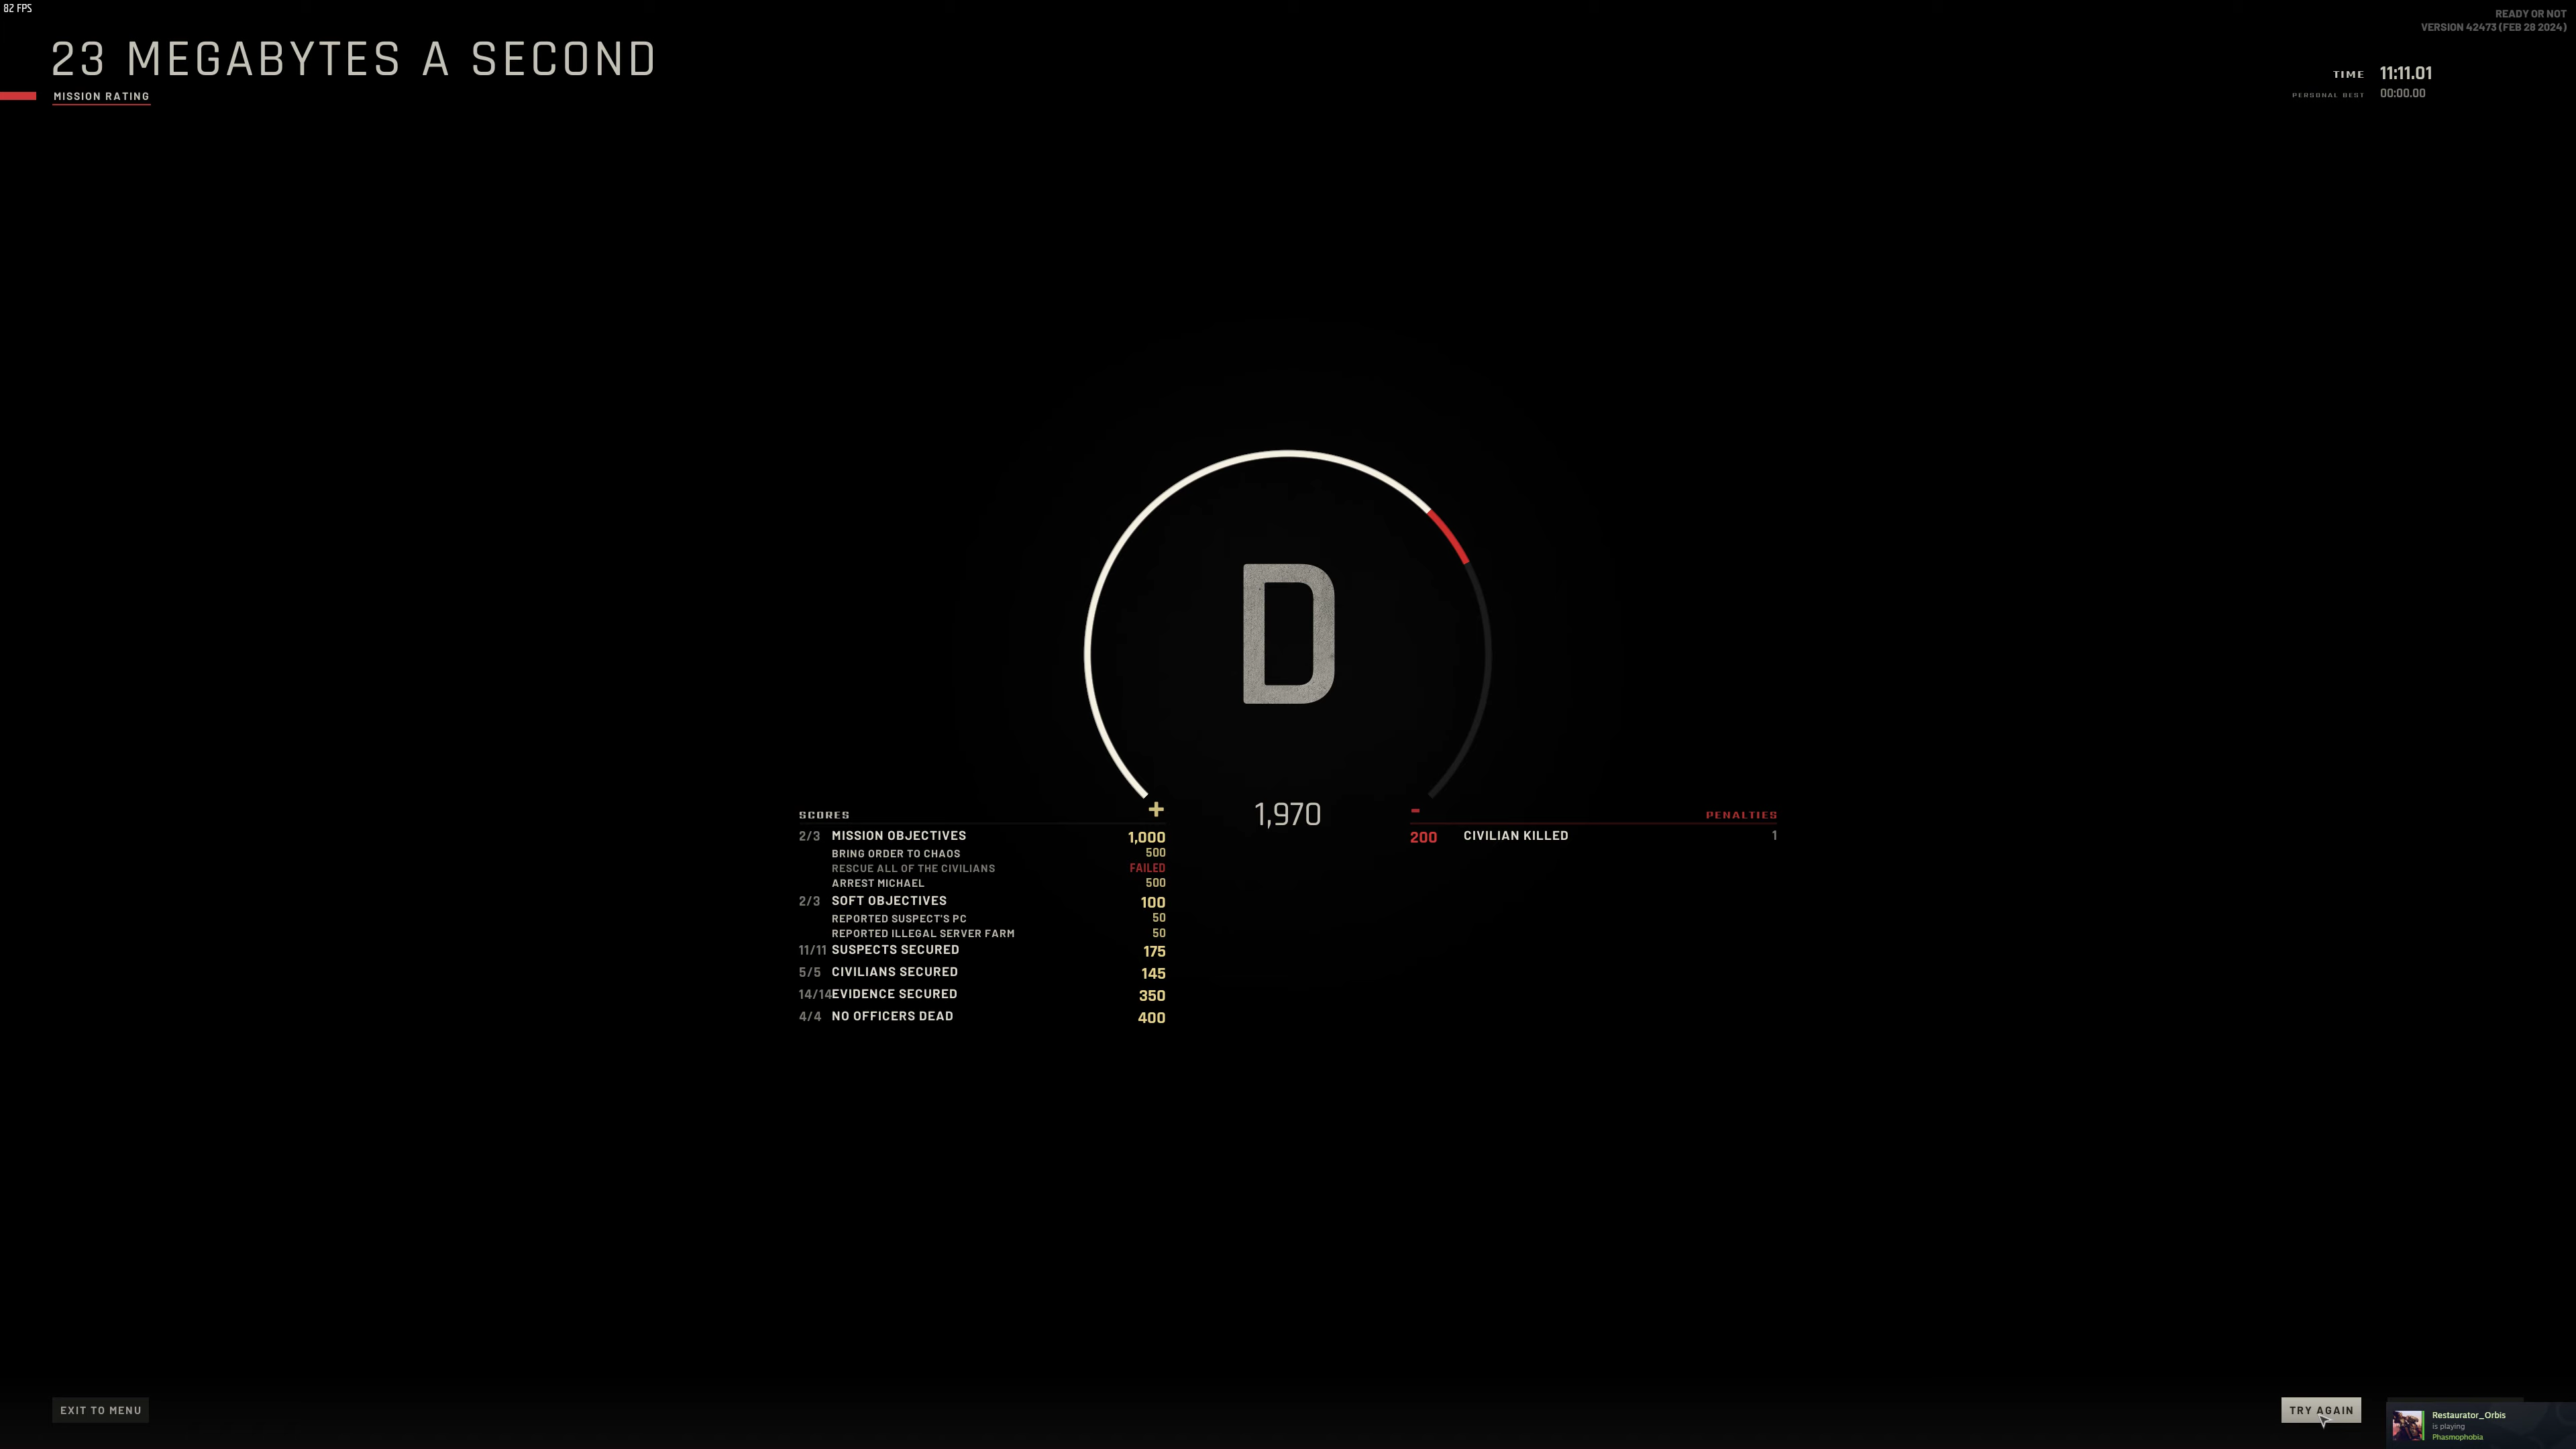 82 FPS
READY OR NOT
VERSION 42473 (FEB 28 2024)
23 MEGABYTES A SECOND
MISSION RATING
TIME 11:11.01
PERSONAL BEST 00:00.00
D
1,970
SCORES +
2/3 MISSION OBJECTIVES 1,000
BRING ORDER TO CHAOS 500
RESCUE ALL OF THE CIVILIANS FAILED
ARREST MICHAEL 500
2/3 SOFT OBJECTIVES 100
REPORTED SUSPECT'S PC 50
REPORTED ILLEGAL SERVER FARM 50
11/11 SUSPECTS SECURED 175
5/5 CIVILIANS SECURED 145
14/14 EVIDENCE SECURED 350
4/4 NO OFFICERS DEAD 400
- PENALTIES
200 CIVILIAN KILLED 1
EXIT TO MENU
TRY AGAIN
Restaurator_Orbis
is playing
Phasmophobia